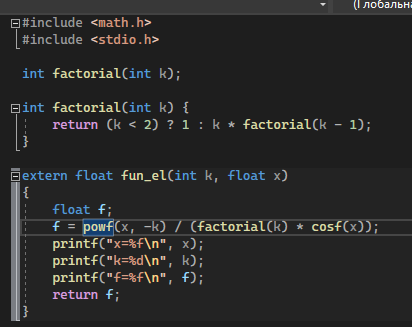 (Глобальна
#include <math.h>
#include <stdio.h>
int factorial(int k);
int factorial(int k) {
return (k < 2) ? 1 : k * factorial(k - 1);
}
extern float fun_el(int k, float x)
{
float f;
f = powf(x, -k) / (factorial(k) * cosf(x));
printf("x=%f\n", x);
printf("k=%d\n", k);
printf("f=%f\n", f);
return f;
}